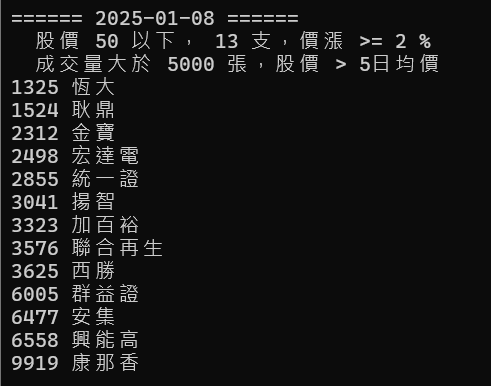 ====== 2025-01-08 ======
股價 50 以下， 13 支，價漲 >= 2 %
成交量大於 5000 張，股價 > 5日均價
1325 恆大
1524 耿鼎
2312 金寶
2498 宏達電
2855 統一證
3041 揚智
3323 加百裕
3576 聯合再生
3625 西勝
6005 群益證
6477 安集
6558 興能高
9919 康那香